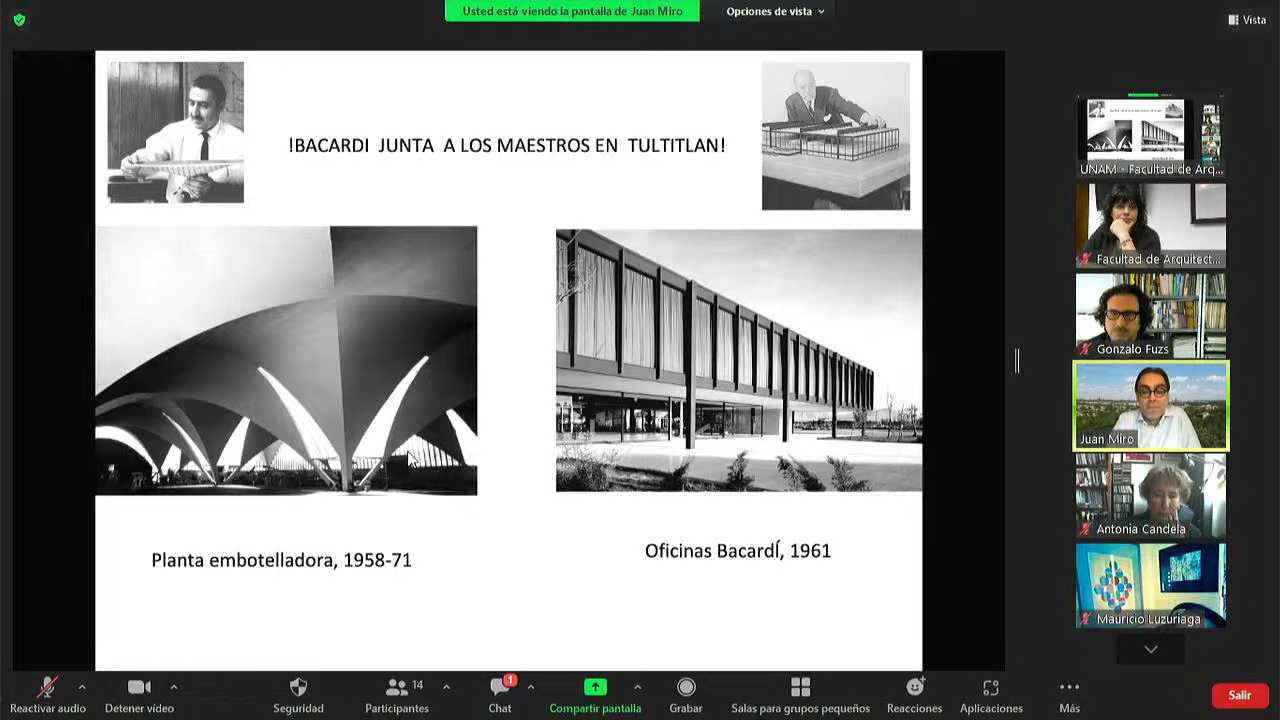 Usted está viendo la pantalla de Juan Miro
Opciones de vista
Vista
!BACARDI JUNTA A LOS MAESTROS EN TULTITLAN!
Planta embotelladora, 1958-71
Oficinas BacardÍ, 1961
UNAM - Facultad de Arq...
Facultad de Arquitect...
Gonzalo Fuzs
Juan Miro
Antonia Candela
Mauricio Luzuriaga
Reactivar audio
Detener vídeo
Seguridad
14
Participantes
1
Chat
Compartir pantalla
Grabar
Salas para grupos pequeños
Reacciones
Aplicaciones
Más
Salir